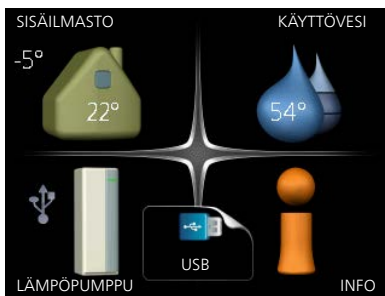 SISÄILMASTO
KÄYTTÖVESI
-5°
22°
54°
USB
LÄMPÖPUMPPU
INFO